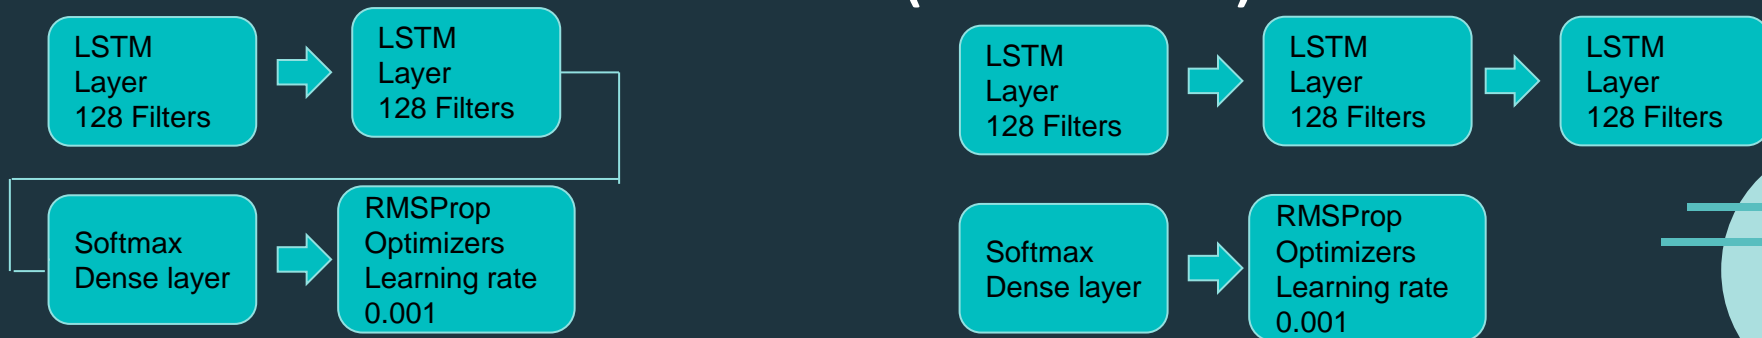 LSTM
Layer
128 Filters
LSTM
Layer
128 Filters
Softmax
Dense layer
RMSProp
Optimizers
Learning rate
0.001
LSTM
Layer
128 Filters
LSTM
Layer
128 Filters
LSTM
Layer
128 Filters
Softmax
Dense layer
RMSProp
Optimizers
Learning rate
0.001